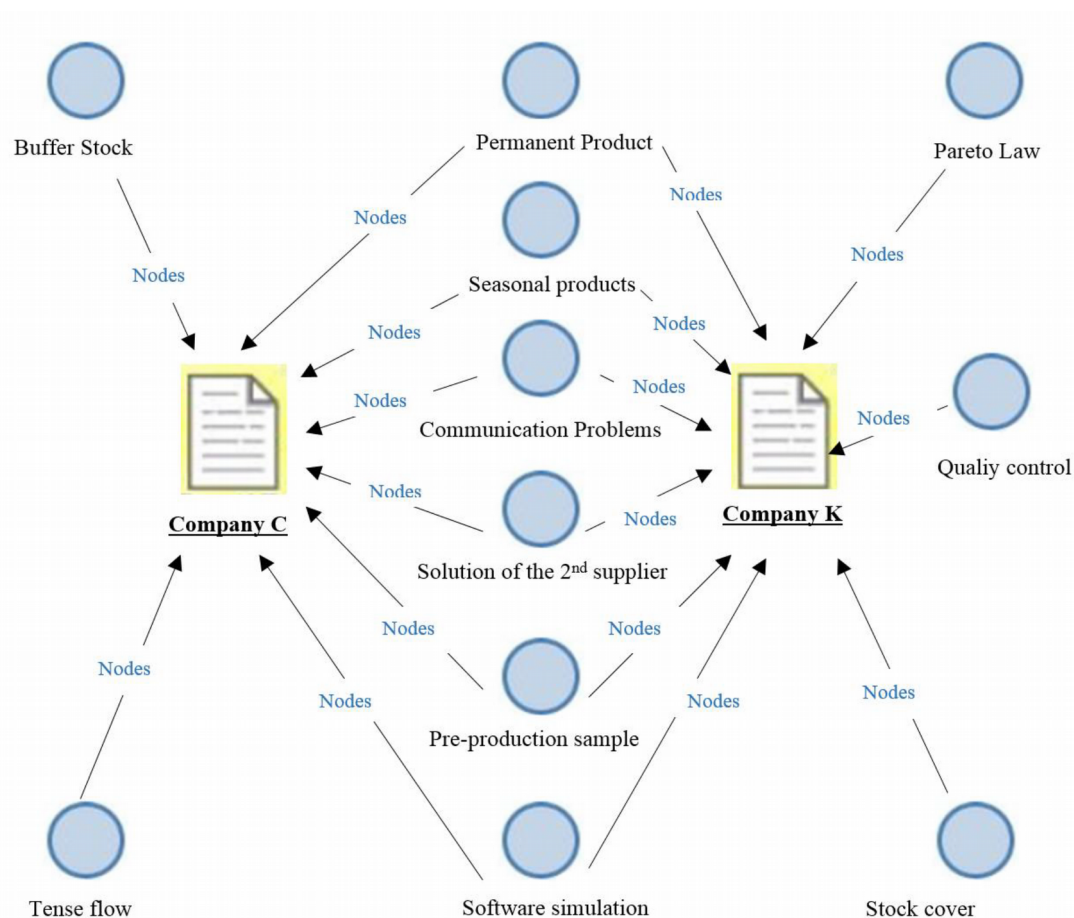 Buffer Stock
Permanent Product
Pareto Law
Nodes
Nodes
Nodes
Nodes
Seasonal products
Nodes
Nodes
Nodes
Nodes
Nodes
Communication Problems
Qualiy control
Nodes
Nodes
Company C
Company K
Solution of the 2nd supplier
Nodes
Nodes
Nodes
Nodes
Nodes
Nodes
Pre-production sample
Tense flow
Software simulation
Stock cover